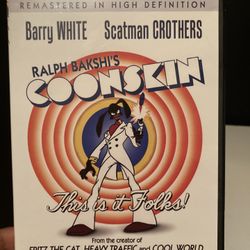 REMASTERED IN HIGH DEFINITION
Barry WHITE Scatman CROTHERS
RALPH BAKSHI'S
COONSKIN
This is it Folks!
From the creator of
FRITZ THE CAT, HEAVY TRAFFIC and COOL WORLD